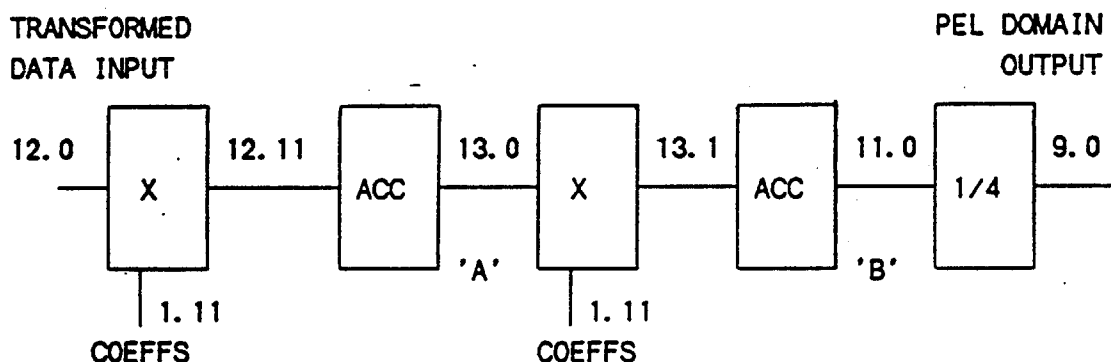 TRANSFORMED
DATA INPUT
PEL DOMAIN
OUTPUT
12.0
X
12.11
ACC
13.0
X
13.1
ACC
11.0
1/4
9.0
'A'
'B'
1.11
COEFFS
1.11
COEFFS